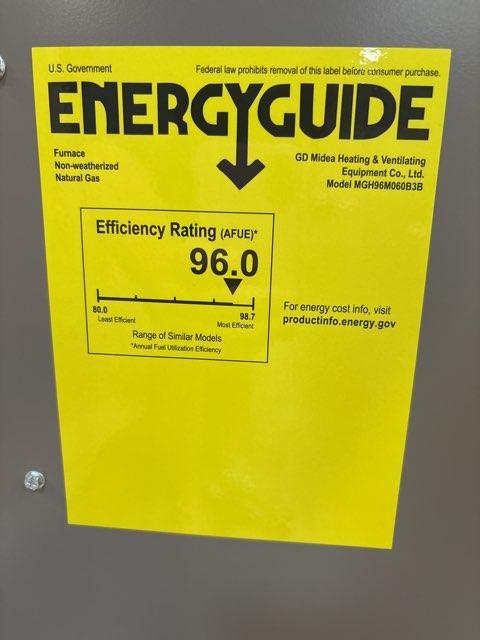 U.S. Government
Federal law prohibits removal of this label before consumer purchase.
ENERGYGUIDE
Furnace
Non-weatherized
Natural Gas
GD Midea Heating & Ventilating
Equipment Co., Ltd.
Model MGH96M060B3B
Efficiency Rating (AFUE)*
96.0
80.0
98.7
Least Efficient
Most Efficient
Range of Similar Models
*Annual Fuel Utilization Efficiency
For energy cost info, visit
productinfo.energy.gov